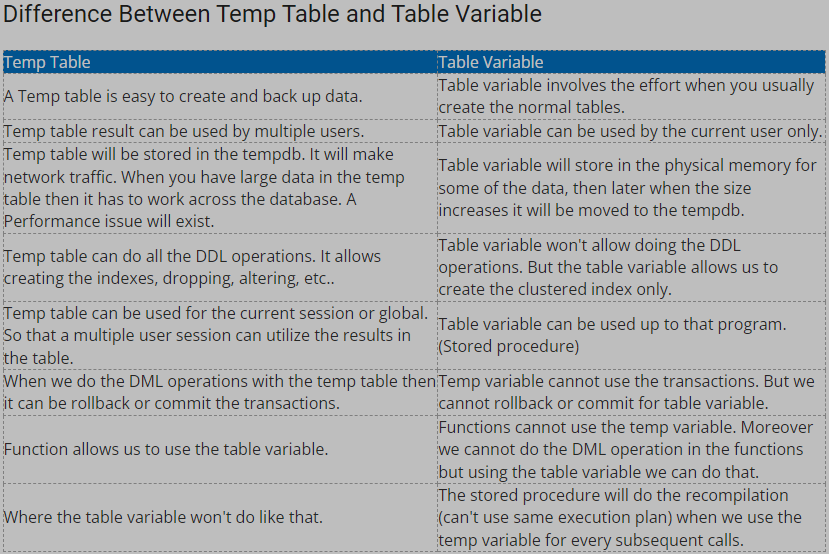 Difference Between Temp Table and Table Variable
Temp Table
Table Variable
A Temp table is easy to create and back up data.
Table variable involves the effort when you usually
create the normal tables.
Temp table result can be used by multiple users.
Table variable can be used by the current user only.
Temp table will be stored in the tempdb. It will make
network traffic. When you have large data in the temp
table then it has to work across the database. A
Performance issue will exist.
Table variable will store in the physical memory for
some of the data, then later when the size
increases it will be moved to the tempdb.
Temp table can do all the DDL operations. It allows
creating the indexes, dropping, altering, etc..
Table variable won't allow doing the DDL
operations. But the table variable allows us to
create the clustered index only.
Temp table can be used for the current session or global.
So that a multiple user session can utilize the results in
the table.
Table variable can be used up to that program.
(Stored procedure)
When we do the DML operations with the temp table then
it can be rollback or commit the transactions.
Temp variable cannot use the transactions. But we
cannot rollback or commit for table variable.
Function allows us to use the table variable.
Functions cannot use the temp variable. Moreover
we cannot do the DML operation in the functions
but using the table variable we can do that.
Where the table variable won't do like that.
The stored procedure will do the recompilation
(can't use same execution plan) when we use the
temp variable for every subsequent calls.